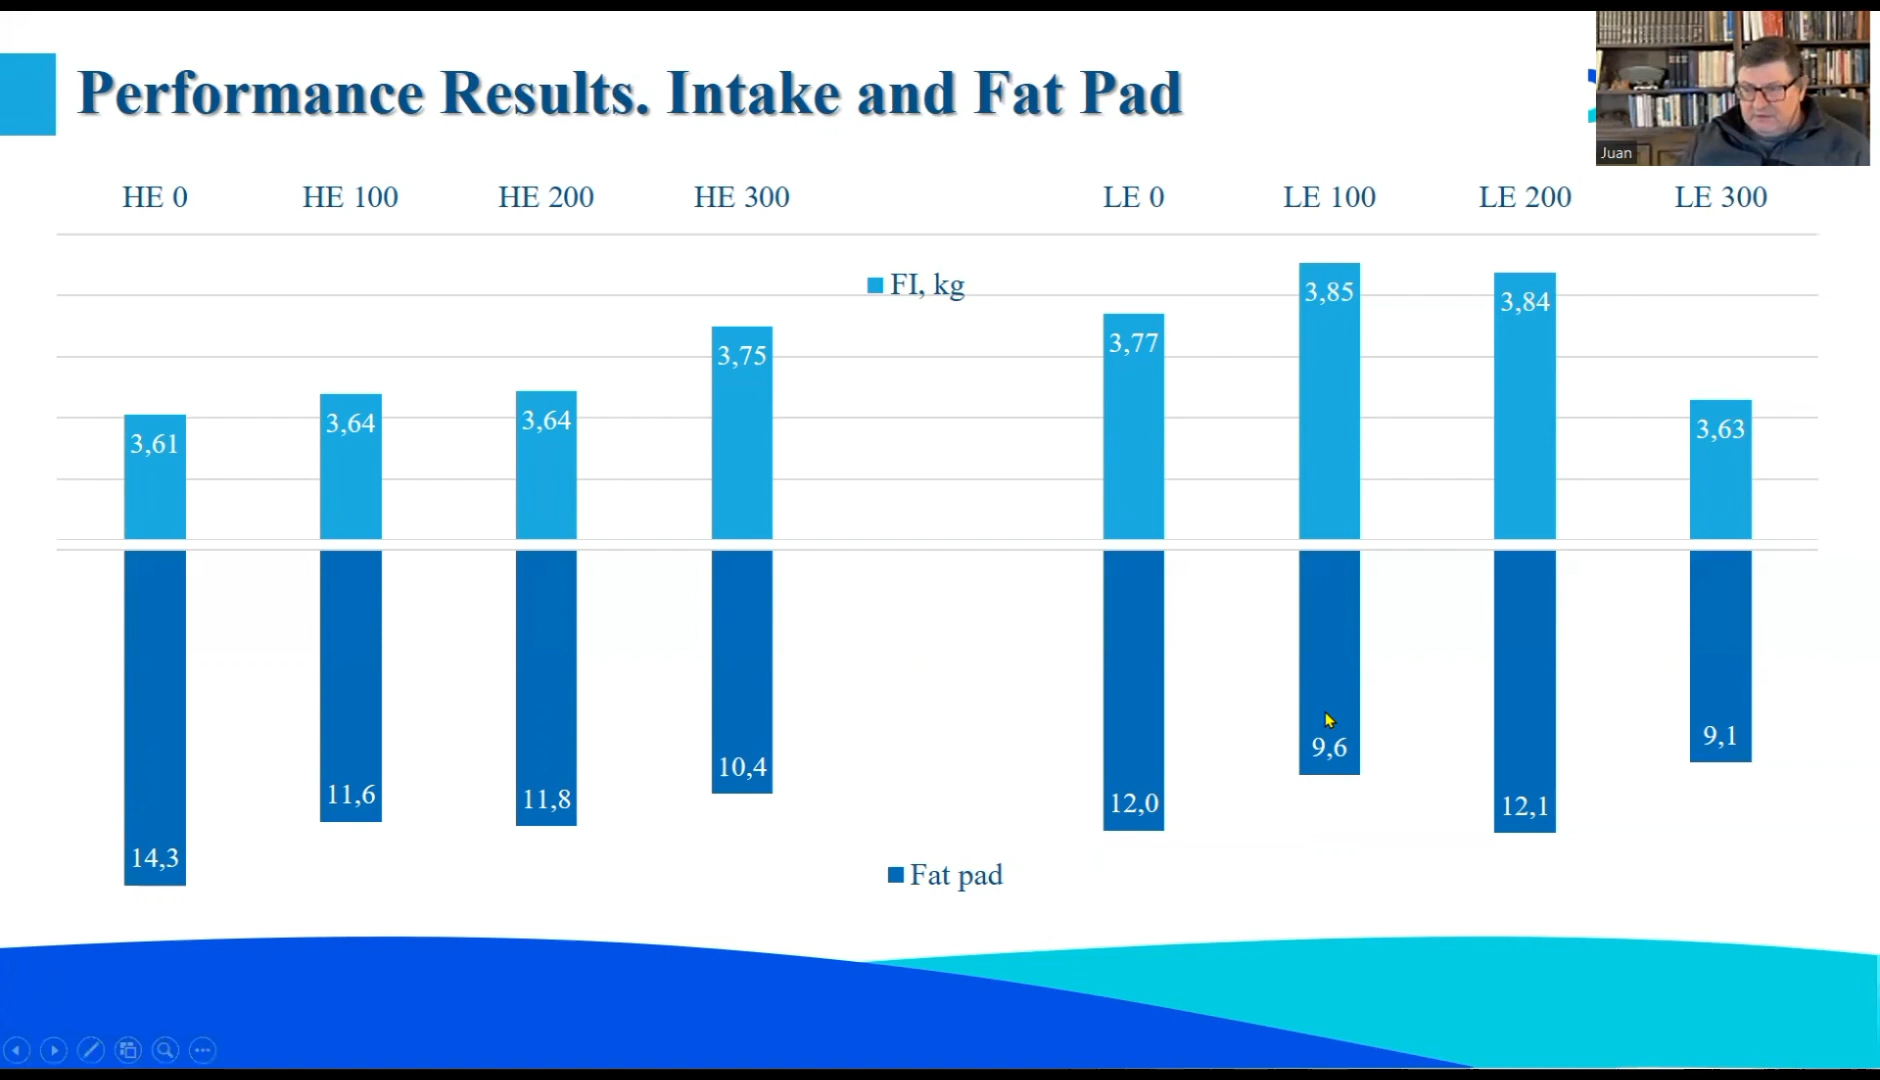 Performance Results. Intake and Fat Pad
Juan
HE 0 HE 100 HE 200 HE 300 LE 0 LE 100 LE 200 LE 300
FI, kg
3,61 3,64 3,64 3,75 3,77 3,85 3,84 3,63
14,3 11,6 11,8 10,4 12,0 9,6 12,1 9,1
Fat pad